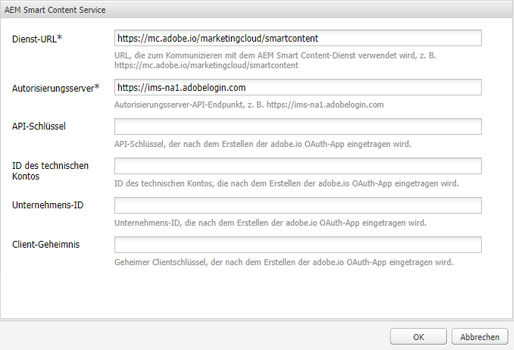 AEM Smart Content Service
Dienst-URL*
https://mc.adobe.io/marketingcloud/smartcontent
URL, die zum Kommunizieren mit dem AEM Smart Content-Dienst verwendet wird, z. B.
https://mc.adobe.io/marketingcloud/smartcontent
Autorisierungsserver*
https://ims-na1.adobelogin.com
Autorisierungsserver-API-Endpunkt, z. B. https://ims-na1.adobelogin.com
API-Schlüssel
API-Schlüssel, der nach dem Erstellen der adobe.io OAuth-App eingetragen wird.
ID des technischen
Kontos
ID des technischen Kontos, die nach dem Erstellen der adobe.io OAuth-App eingetragen wird.
Unternehmens-ID
Unternehmens-ID, die nach dem Erstellen der adobe.io OAuth-App eingetragen wird.
Client-Geheimnis
Geheimer Clientschlüssel, der nach dem Erstellen der adobe.io OAuth-App eingetragen wird.
OK
Abbrechen